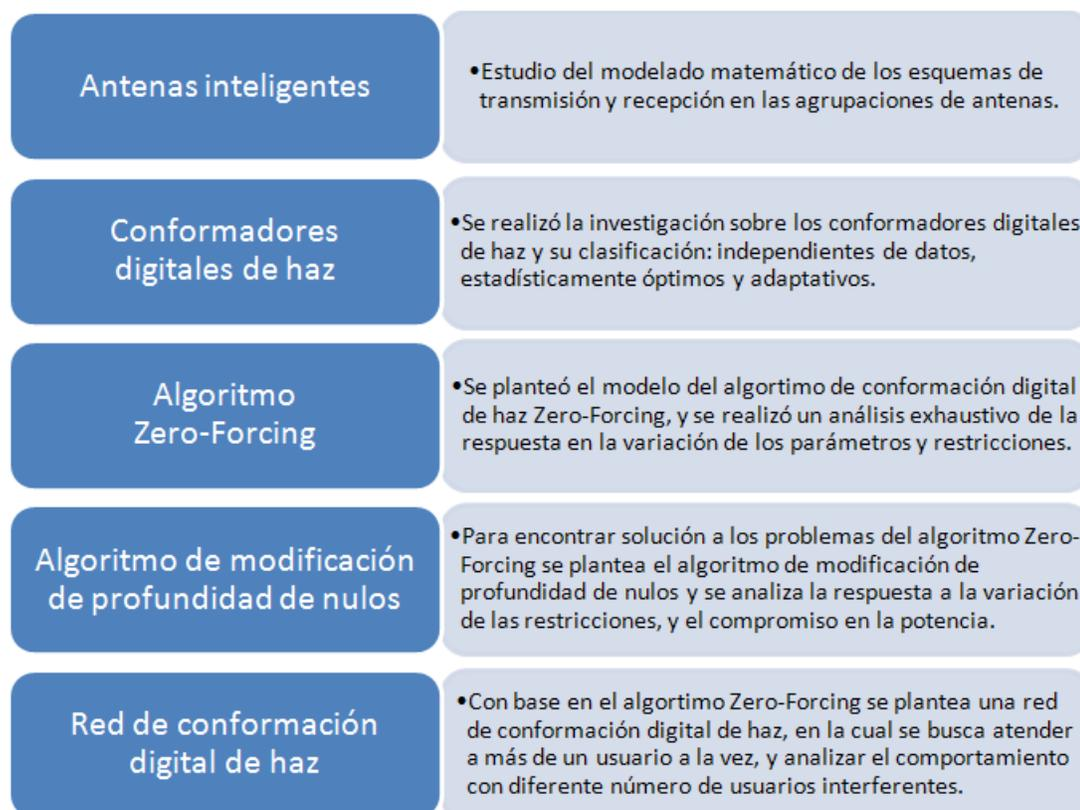 Antenas inteligentes
•Estudio del modelado matemático de los esquemas de
transmisión y recepción en las agrupaciones de antenas.
Conformadores
digitales de haz
•Se realizó la investigación sobre los conformadores digitales
de haz y su clasificación: independientes de datos,
estadísticamente óptimos y adaptativos.
Algoritmo
Zero-Forcing
•Se planteó el modelo del algortimo de conformación digital
de haz Zero-Forcing, y se realizó un análisis exhaustivo de la
respuesta en la variación de los parámetros y restricciones.
Algoritmo de modificación
de profundidad de nulos
•Para encontrar solución a los problemas del algoritmo Zero-
Forcing se plantea el algoritmo de modificación de
profundidad de nulos y se analiza la respuesta a la variación
de las restricciones, y el compromiso en la potencia.
Red de conformación
digital de haz
•Con base en el algortimo Zero-Forcing se plantea una red
de conformación digital de haz, en la cual se busca atender
a más de un usuario a la vez, y analizar el comportamiento
con diferente número de usuarios interferentes.